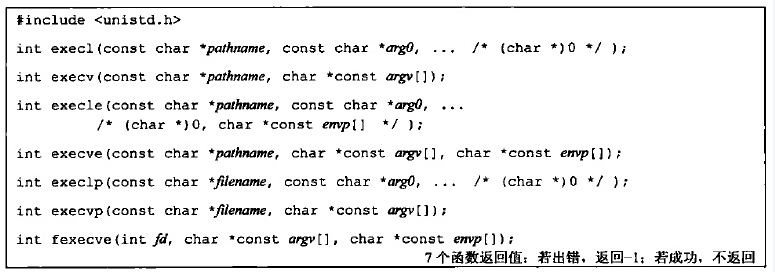 #include <unistd.h>
int execl(const char *pathname, const char *arg0, ... /* (char *)0 */ );
int execv(const char *pathname, char *const argv[]);
int execle(const char *pathname, const char *arg0, ...
/* (char *)0, char *const envp[] */ );
int execve(const char *pathname, char *const argv[], char *const envp[]);
int execlp(const char *filename, const char *arg0, ... /* (char *)0 */ );
int execvp(const char *filename, char *const argv[]);
int fexecve(int fd, char *const argv[], char *const envp[]);
7个函数返回值：若出错，返回-1；若成功，不返回